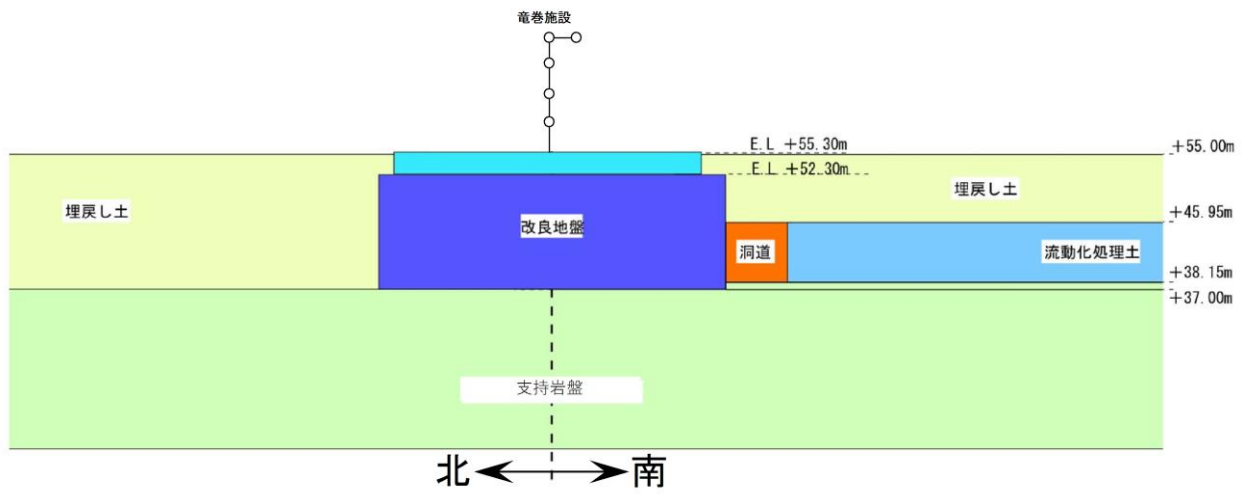 竜巻施設
E.L +55.30m
+55.00m
E.L +52.30m
埋戻し土
埋戻し土
+45.95m
改良地盤
洞道
流動化処理土
+38.15m
+37.00m
支持岩盤
北
南